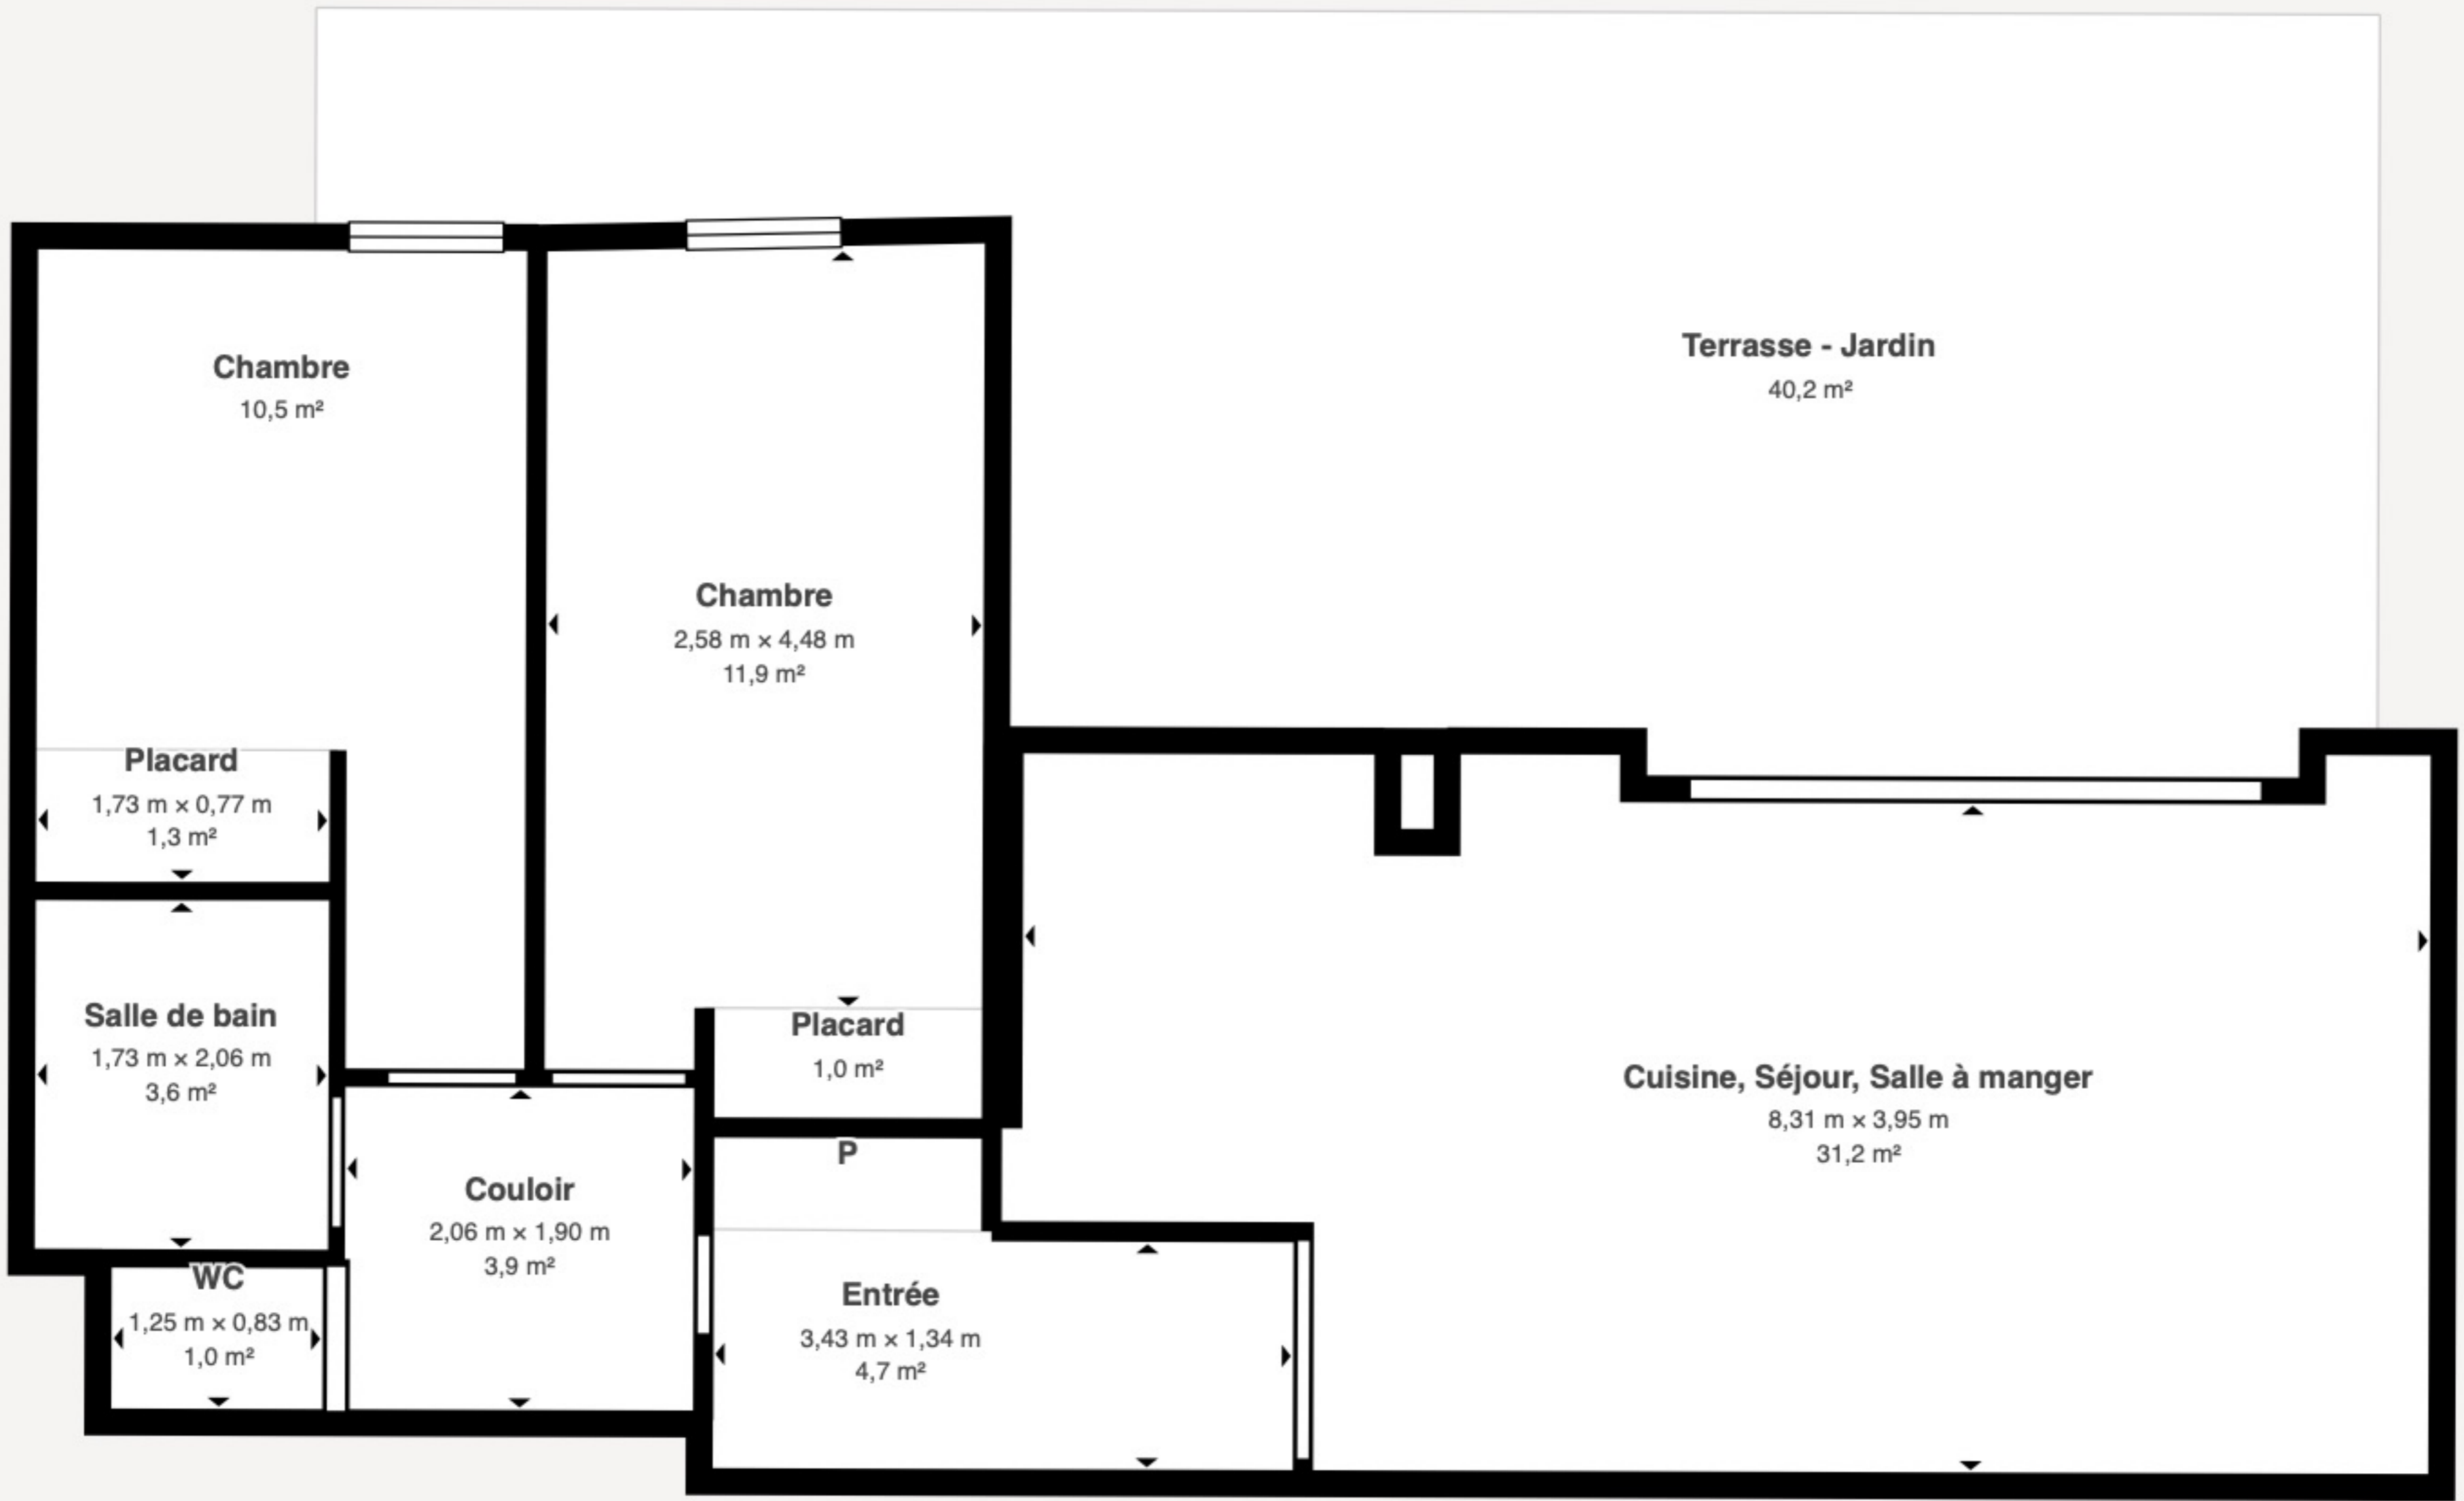 Terrasse - Jardin
40,2 m²
Chambre
10,5 m²
Chambre
2,58 m × 4,48 m
11,9 m²
Placard
1,73 m × 0,77 m
1,3 m²
Salle de bain
1,73 m × 2,06 m
3,6 m²
Placard
1,0 m²
Cuisine, Séjour, Salle à manger
8,31 m × 3,95 m
31,2 m²
P
Couloir
2,06 m × 1,90 m
3,9 m²
WC
1,25 m × 0,83 m
1,0 m²
Entrée
3,43 m × 1,34 m
4,7 m²